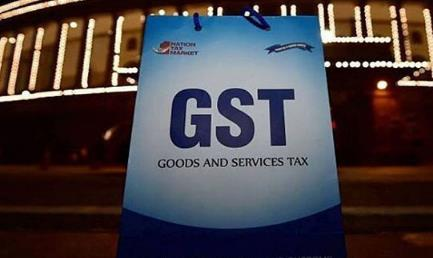 NATION
TAX
MARKET
GST
GOODS AND SERVICES TAX